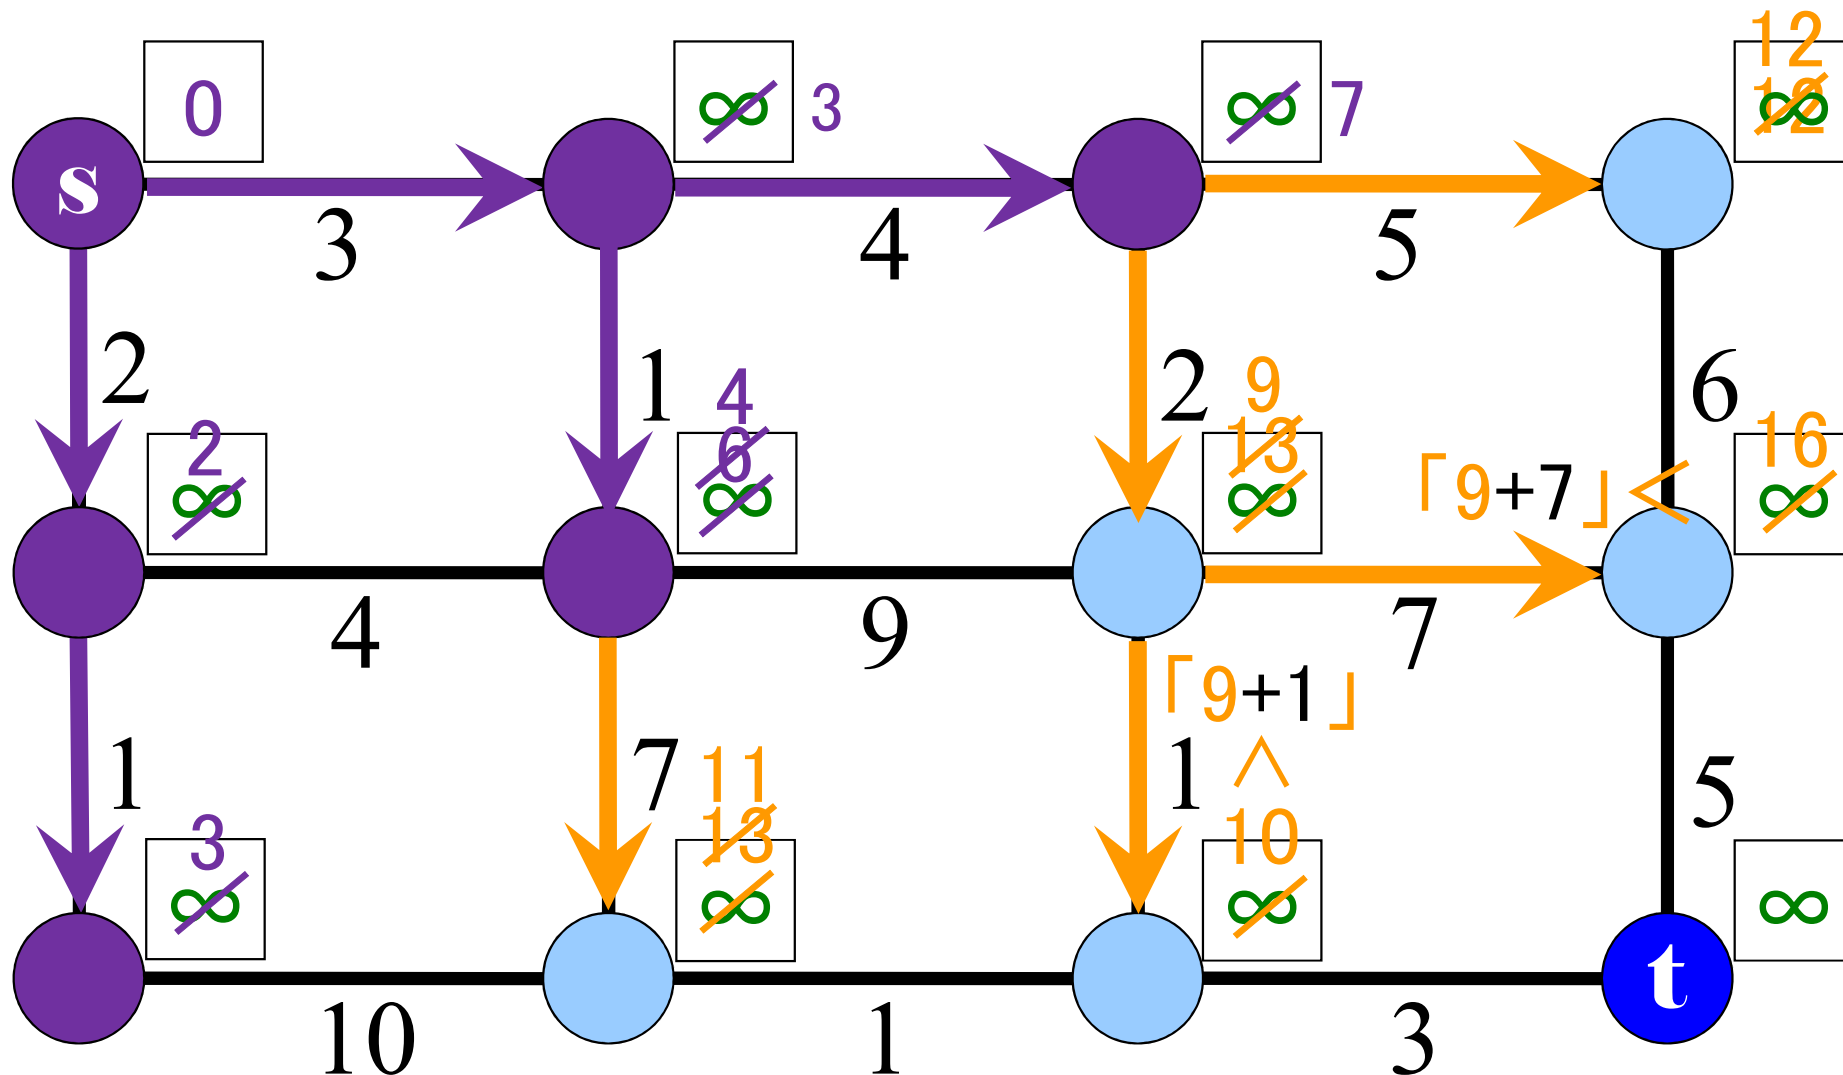 0 ∞ 3 ∞ 7 12
12
∞
s
3 4 5
2 1 2 6
4 9
2 6 13 16
∞ ∞ ∞ 「9+7」< ∞
4 9 7
「9+1」
1 7 11 1 < 5
3 13 10
∞ ∞ ∞ ∞
t
10 1 3